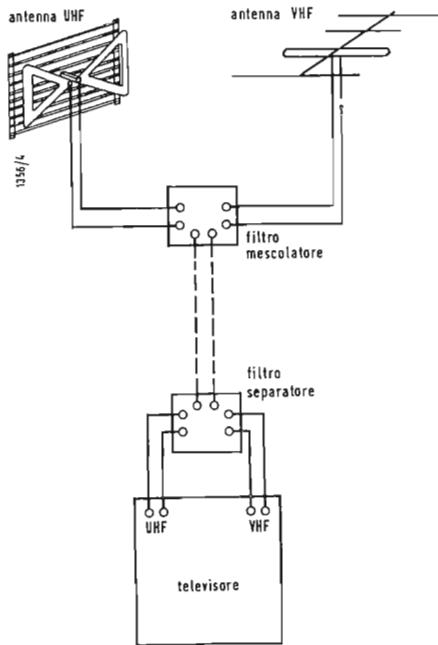 antenna UHF
antenna VHF
1356/4
filtro
mescolatore
filtro
separatore
UHF
VHF
televisore